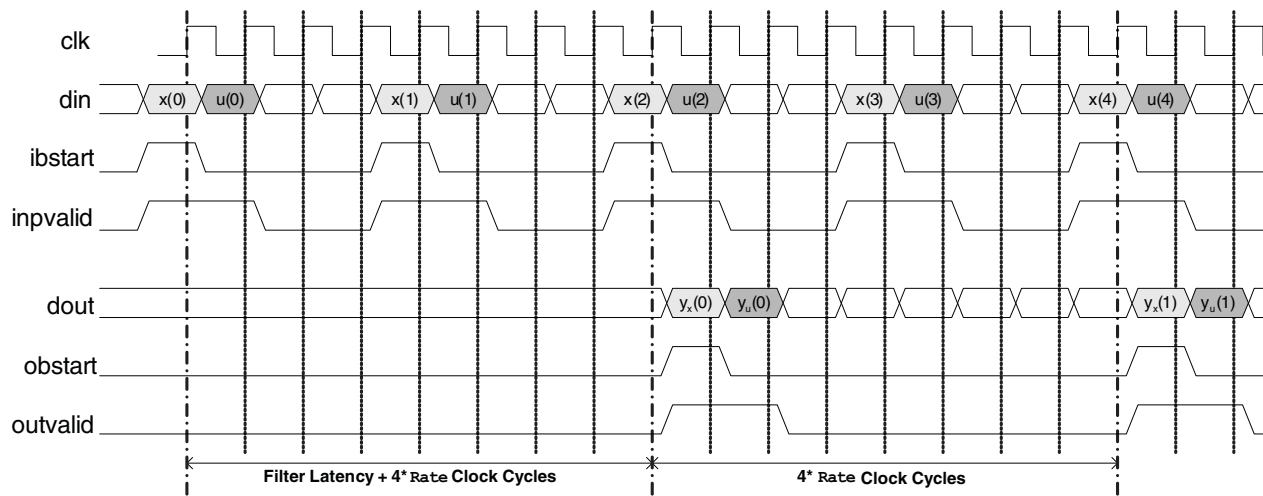 clk
din x(0) u(0) x(1) u(1) x(2) u(2) x(3) u(3) x(4) u(4)
ibstart
inpvalid
dout yx(0) yu(0) yx(1) yu(1)
obstart
outvalid
Filter Latency + 4* Rate Clock Cycles 4* Rate Clock Cycles